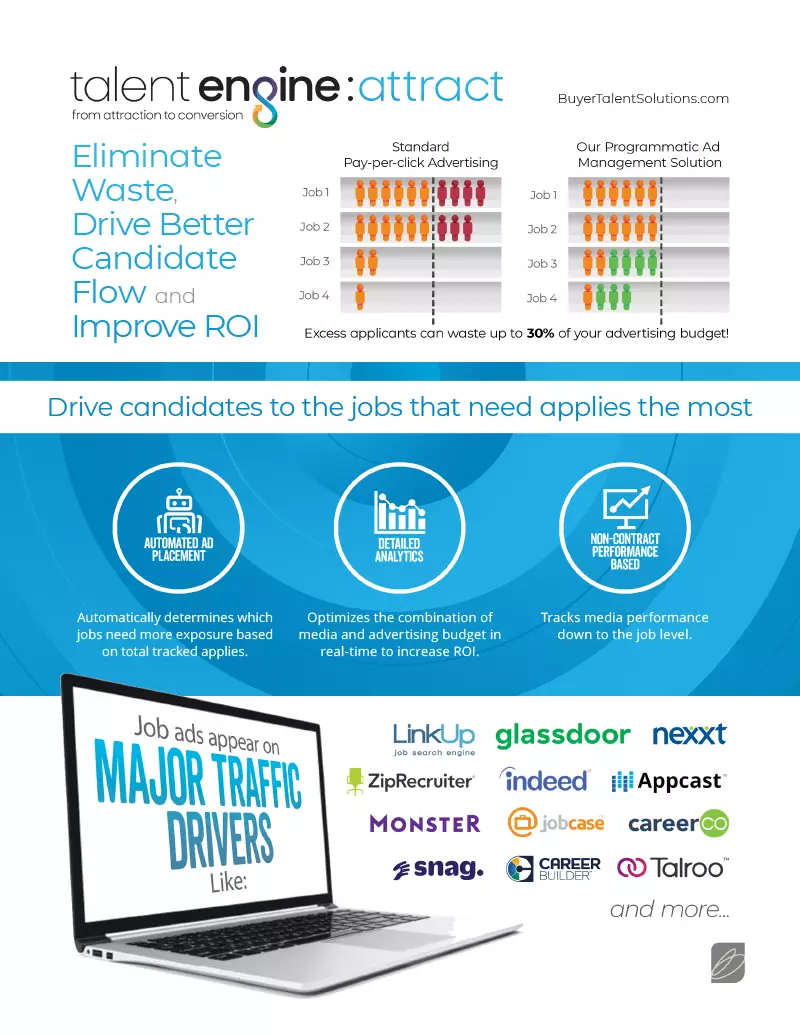 talent engine:attract
from attraction to conversion
BuyerTalentSolutions.com
Eliminate
Waste,
Drive Better
Candidate
Flow and
Improve ROI
Standard
Pay-per-click Advertising
Job 1
Job 2
Job 3
Job 4
Our Programmatic Ad
Management Solution
Job 1
Job 2
Job 3
Job 4
Excess applicants can waste up to 30% of your advertising budget!
Drive candidates to the jobs that need applies the most
AUTOMATED AD
PLACEMENT
Automatically determines which
jobs need more exposure based
on total tracked applies.
DETAILED
ANALYTICS
Optimizes the combination of
media and advertising budget in
real-time to increase ROI.
NON-CONTRACT
PERFORMANCE
BASED
Tracks media performance
down to the job level.
Job ads appear on
MAJOR TRAFFIC
DRIVERS
Like:
LinkUp
job search engine
glassdoor
nexxt
ZipRecruiter
indeed
Appcast™
MONSTER
jobcase™
careerCO
snag.
CAREER
BUILDER
Talroo™
and more...